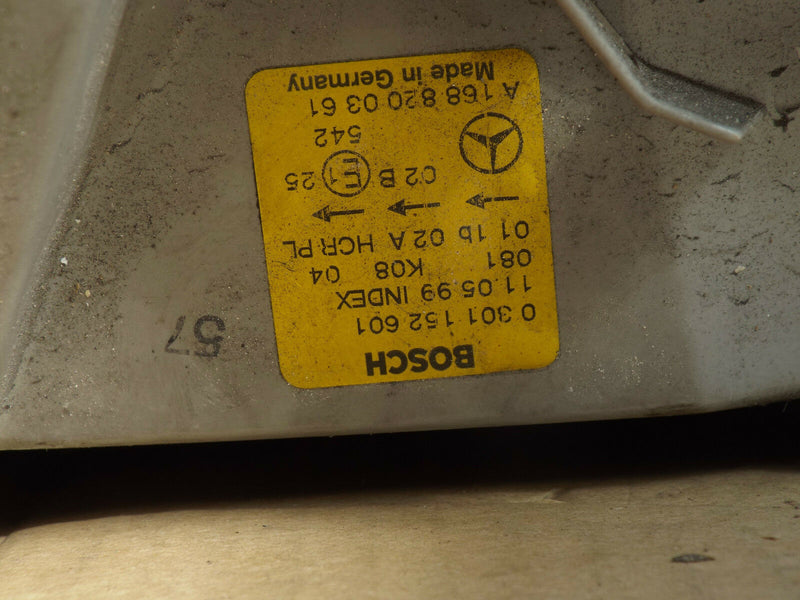 BOSCH
0 301 152 601
11.05 99 INDEX
081 K08 04
01 1b 02 A HCR PL
02 B E1 25
542
A 168 820 03 61
Made in Germany
57